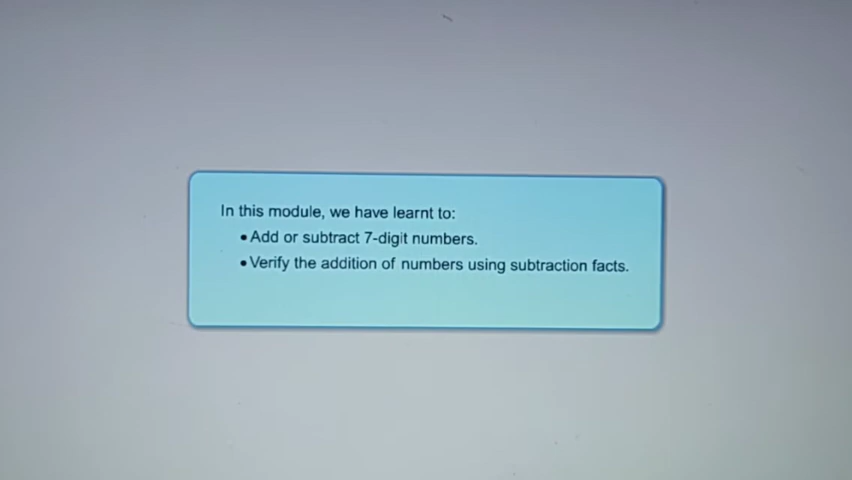 In this module, we have learnt to:
•Add or subtract 7-digit numbers.
•Verify the addition of numbers using subtraction facts.